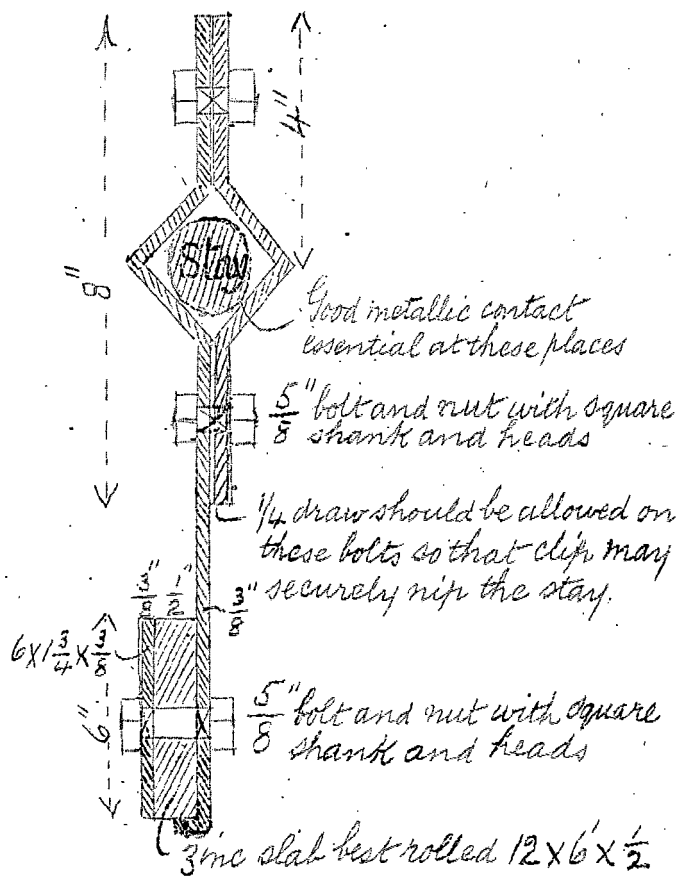 4"
8"
Stay
Good metallic contact
essential at these places
5/8" bolt and nut with square
shank and heads
1/4 draw should be allowed on
these bolts so that clip may
securely nip the stay.
3/8" 1/2" 3/8"
6 X 1 3/4 X 3/8
6"
5/8" bolt and nut with square
shank and heads
Zinc slab best rolled 12 X 6' X 1/2